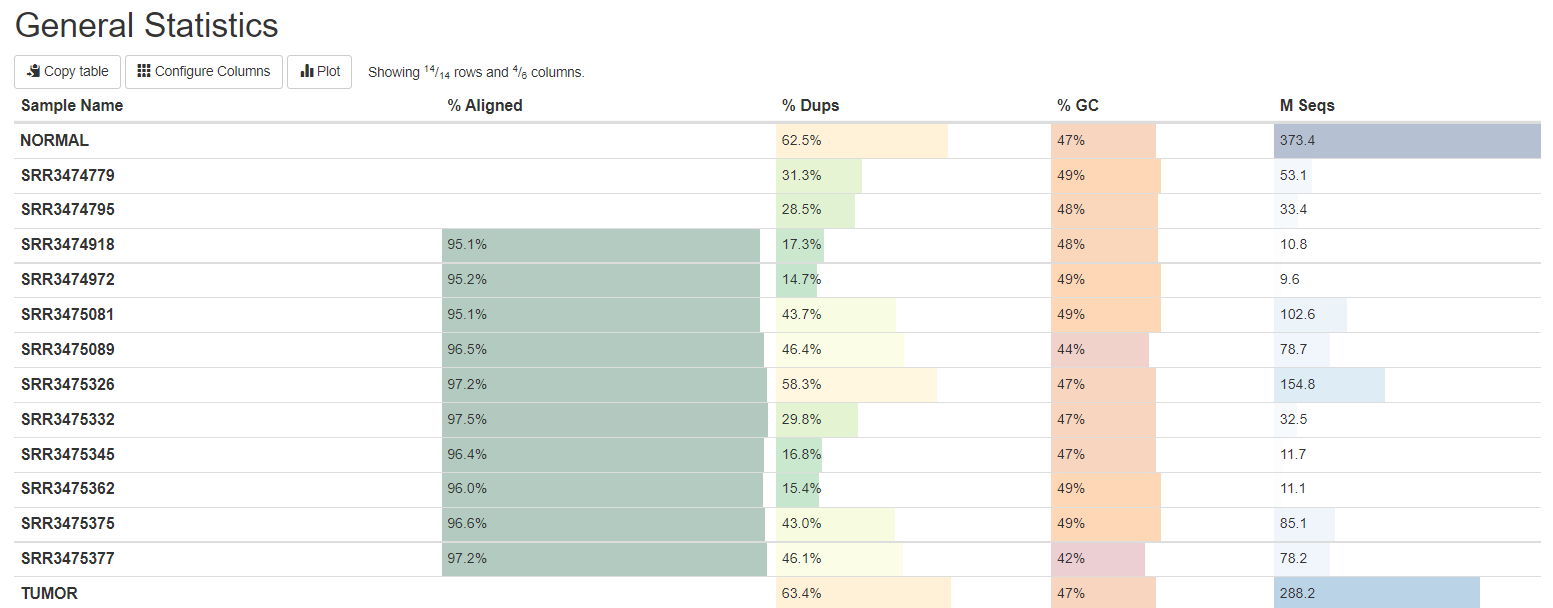 General Statistics
Copy table Configure Columns Plot Showing 14/14 rows and 4/6 columns.
Sample Name % Aligned % Dups % GC M Seqs
NORMAL 62.5% 47% 373.4
SRR3474779 31.3% 49% 53.1
SRR3474795 28.5% 48% 33.4
SRR3474918 95.1% 17.3% 48% 10.8
SRR3474972 95.2% 14.7% 49% 9.6
SRR3475081 95.1% 43.7% 49% 102.6
SRR3475089 96.5% 46.4% 44% 78.7
SRR3475326 97.2% 58.3% 47% 154.8
SRR3475332 97.5% 29.8% 47% 32.5
SRR3475345 96.4% 16.8% 47% 11.7
SRR3475362 96.0% 15.4% 49% 11.1
SRR3475375 96.6% 43.0% 49% 85.1
SRR3475377 97.2% 46.1% 42% 78.2
TUMOR 63.4% 47% 288.2